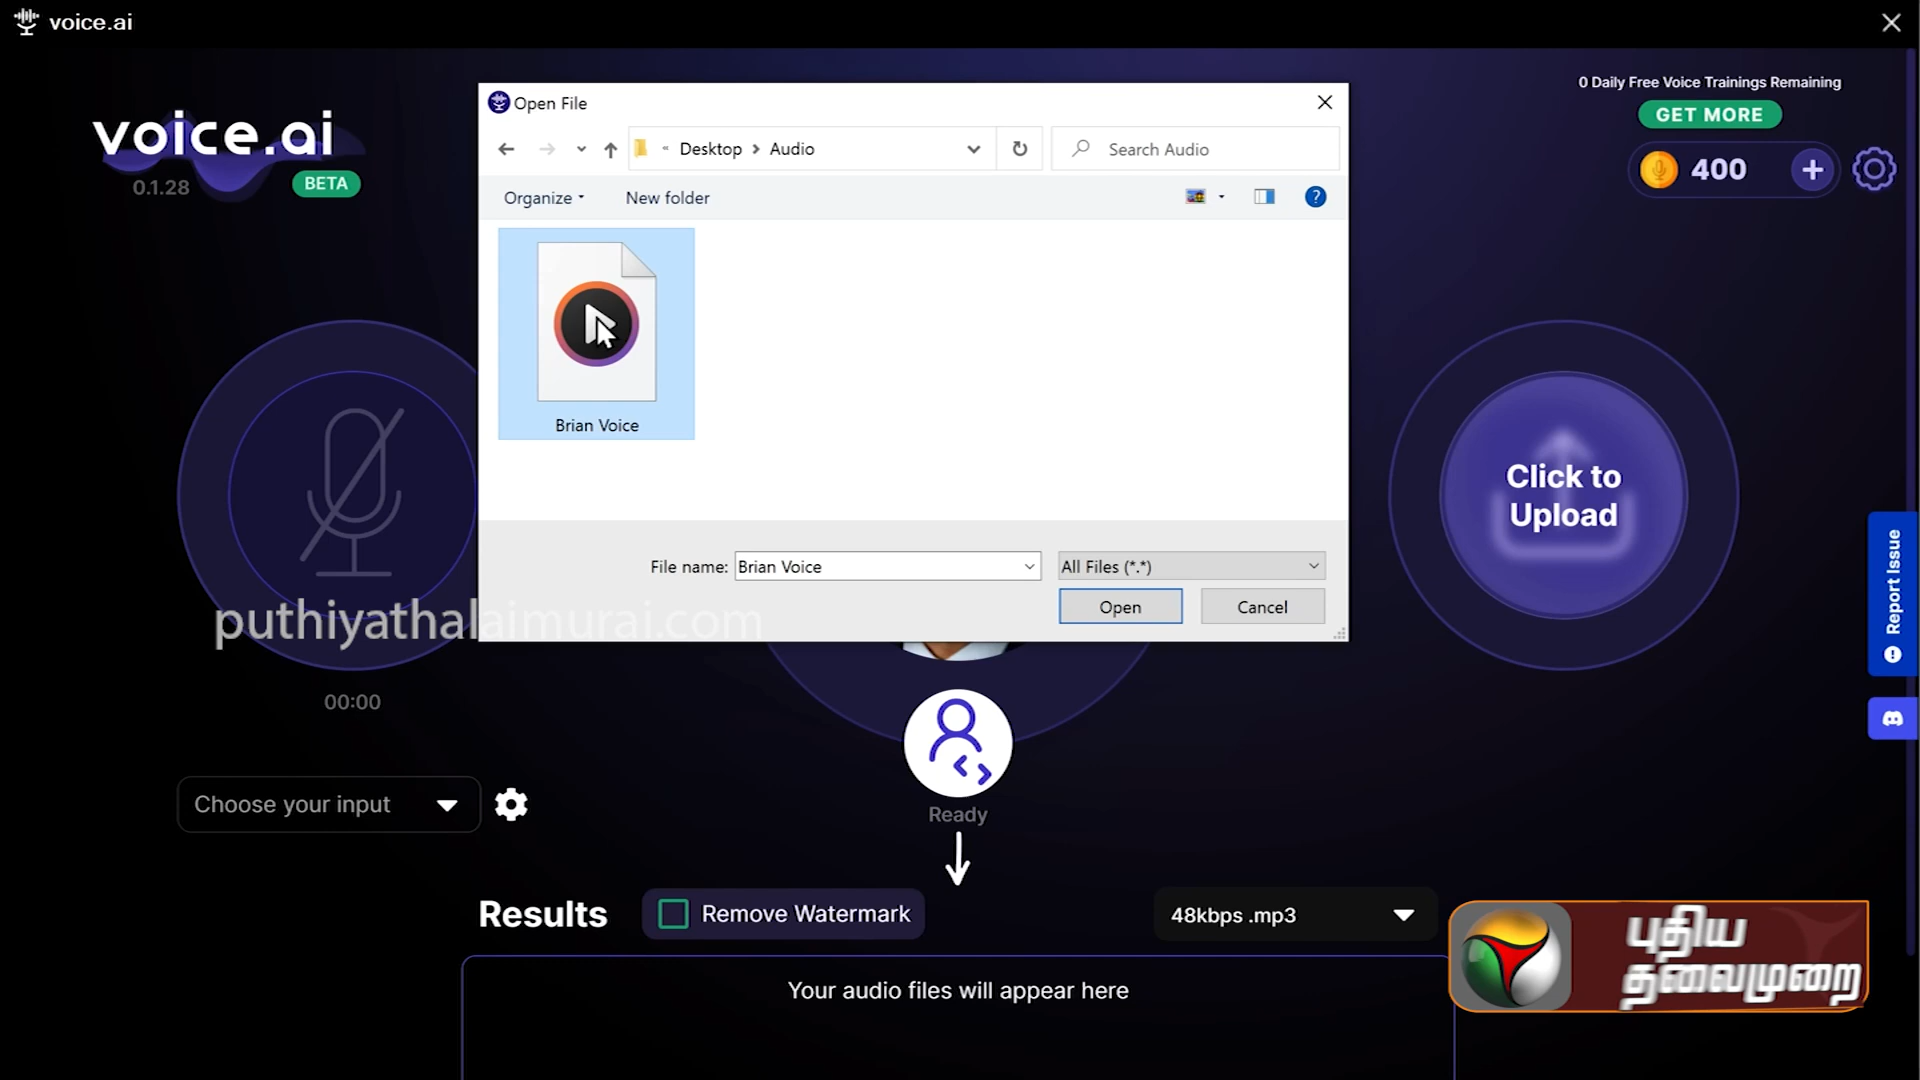 voice.ai
0 Daily Free Voice Trainings Remaining
GET MORE
400
voice.ai
0.1.28
BETA
Open File
« Desktop > Audio
Search Audio
Organize
New folder
Brian Voice
File name: Brian Voice
All Files (*.*)
Open
Cancel
Click to
Upload
Report Issue
puthiyathalaimurai.com
00:00
Choose your input
Ready
Results
Remove Watermark
48kbps .mp3
Your audio files will appear here
புதிய
தலைமுறை